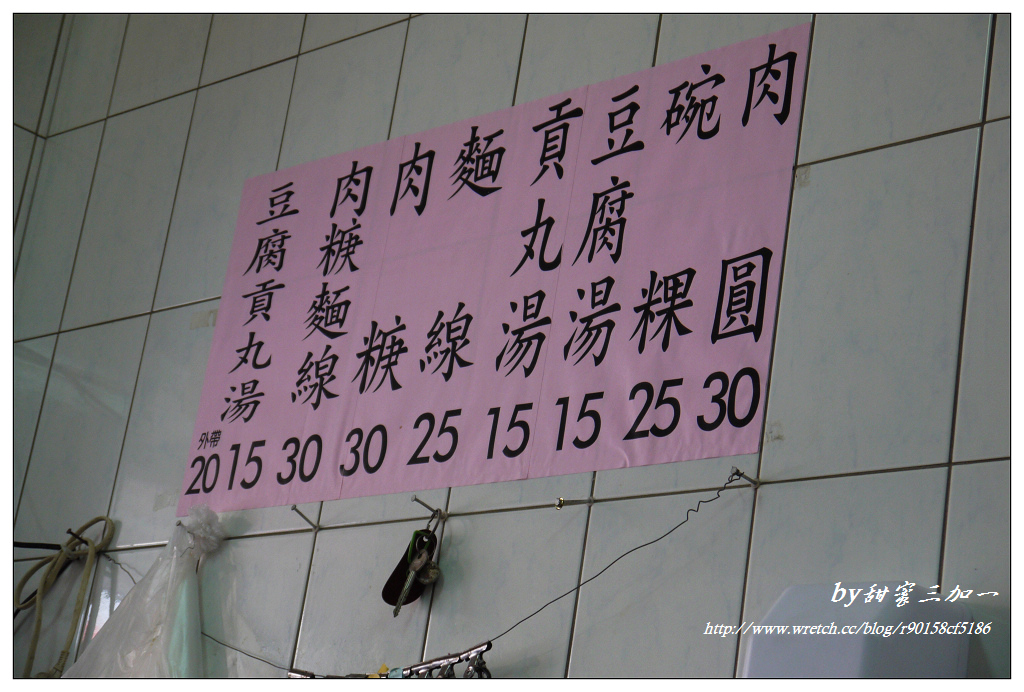 肉圓 30
碗粿 25
豆腐湯 15
貢丸湯 15
麵線 25
肉糠 30
肉糠麵線 30
豆腐貢丸湯 15
外帶 20
by甜蜜三加一
http://www.wretch.cc/blog/r90158cf5186